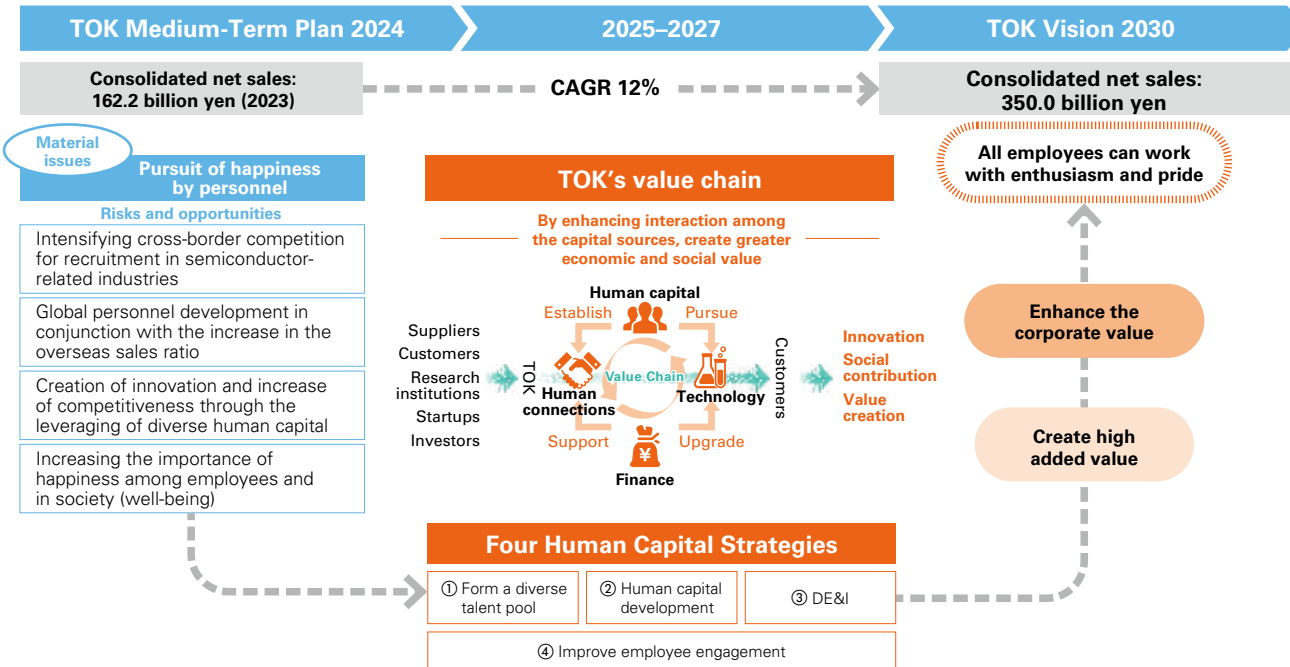 TOK Medium-Term Plan 2024
2025–2027
TOK Vision 2030
Consolidated net sales:
162.2 billion yen (2023)
CAGR 12%
Consolidated net sales:
350.0 billion yen
Material
issues
Pursuit of happiness
by personnel
Risks and opportunities
Intensifying cross-border competition
for recruitment in semiconductor-
related industries
Global personnel development in
conjunction with the increase in the
overseas sales ratio
Creation of innovation and increase
of competitiveness through the
leveraging of diverse human capital
Increasing the importance of
happiness among employees and
in society (well-being)
TOK’s value chain
By enhancing interaction among
the capital sources, create greater
economic and social value
Suppliers
Customers
Research
institutions
Startups
Investors
TOK
Human capital
Establish
Pursue
Value Chain
Human
connections
Technology
Support
Upgrade
¥
Finance
Customers
Innovation
Social
contribution
Value
creation
All employees can work
with enthusiasm and pride
Enhance the
corporate value
Create high
added value
Four Human Capital Strategies
① Form a diverse
talent pool
② Human capital
development
③ DE&I
④ Improve employee engagement